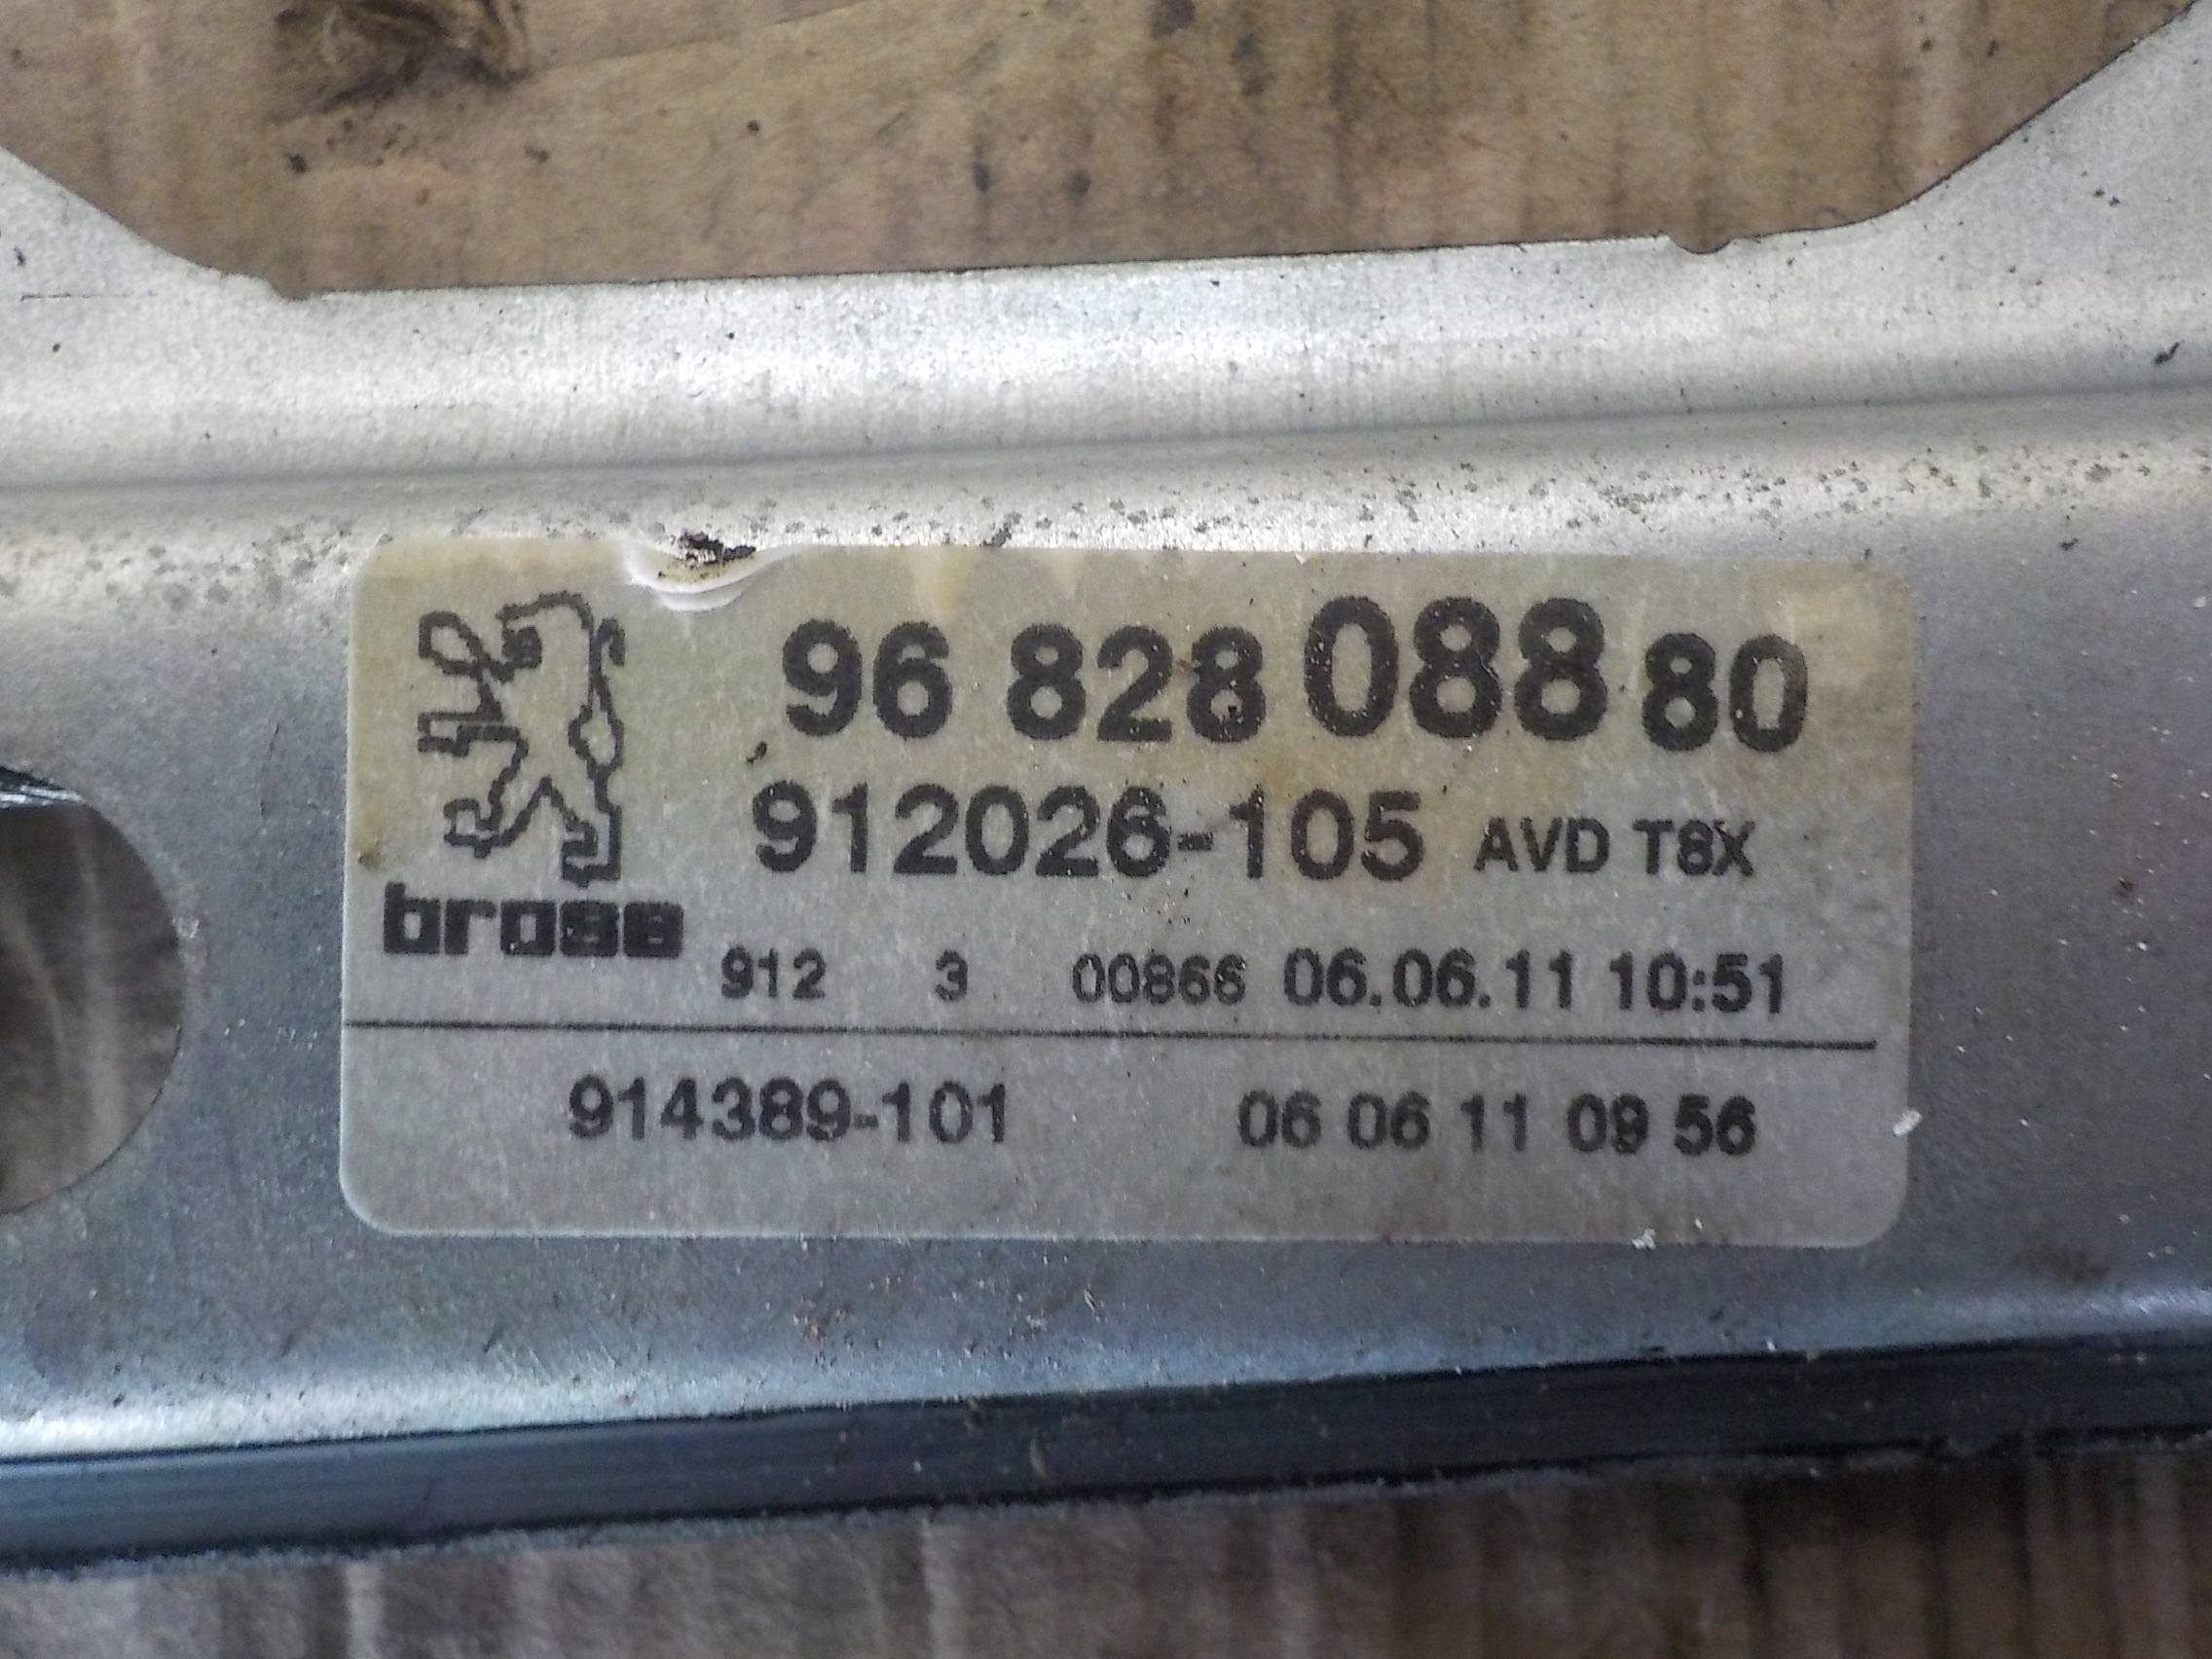 96 828 088 80
912026-105 AVD T8X
brose
912 3 00866 06.06.11 10:51
914389-101 06 06 11 09 56